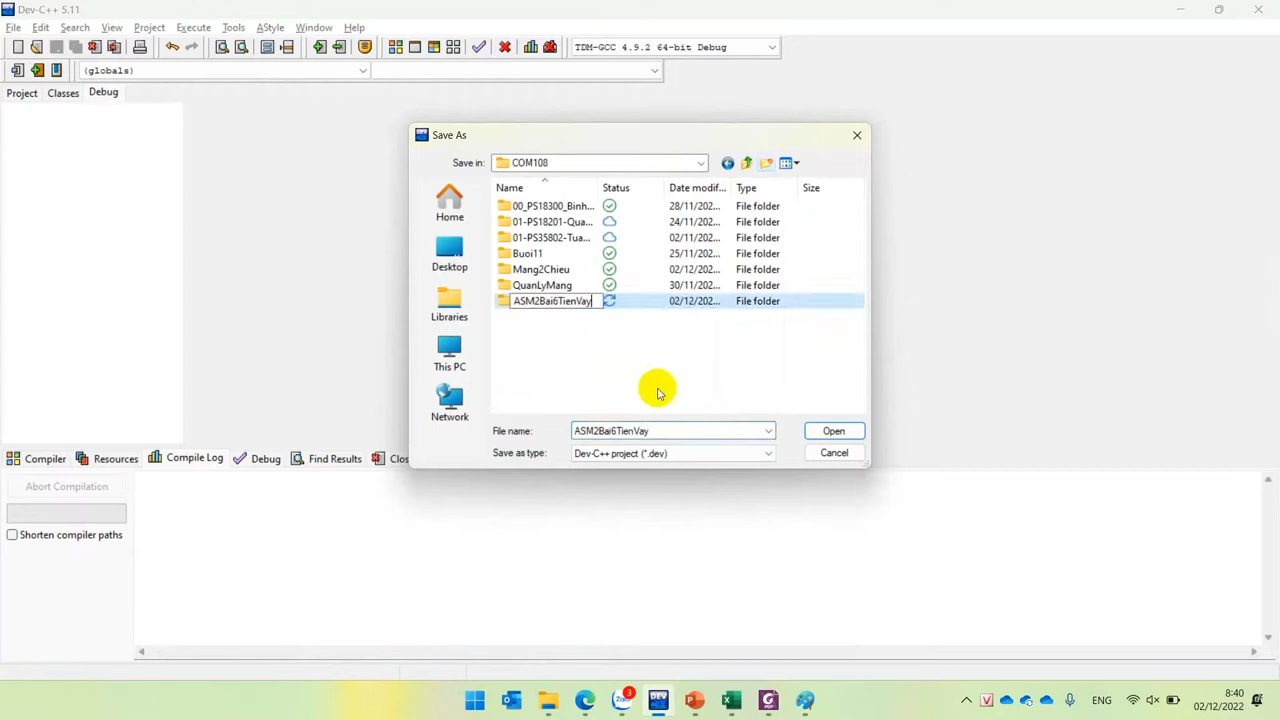 Dev-C++ 5.11
File Edit Search View Project Execute Tools AStyle Window Help
TDM-GCC 4.9.2 64-bit Debug
(globals)
Project Classes Debug
Save As
Save in: COM108
Name Status Date modif... Type Size
00_PS18300_Binh... 28/11/202... File folder
01-PS18201-Qua... 24/11/202... File folder
01-PS35802-Tua... 02/11/202... File folder
Buoi11 25/11/202... File folder
Mang2Chieu 02/12/202... File folder
QuanLyMang 30/11/202... File folder
ASM2Bai6TienVay 02/12/202... File folder
Home
Desktop
Libraries
This PC
Network
File name: ASM2Bai6TienVay Open
Save as type: Dev-C++ project (*.dev) Cancel
Compiler Resources Compile Log Debug Find Results Clos
Abort Compilation
Shorten compiler paths
Zalo 3 DEV ENG 8:40
02/12/2022